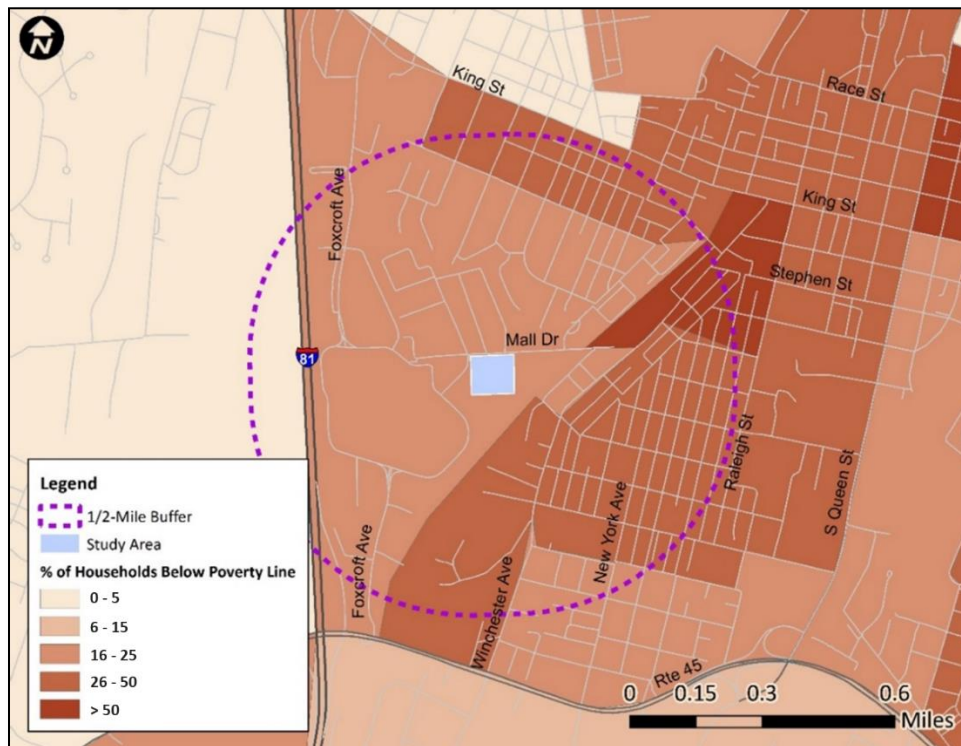 N
King St
Race St
Foxcroft Ave
King St
Stephen St
Mall Dr
81
Raleigh St
S Queen St
New York Ave
Foxcroft Ave
Winchester Ave
Rte 45
Legend
1/2-Mile Buffer
Study Area
% of Households Below Poverty Line
0 - 5
6 - 15
16 - 25
26 - 50
> 50
0 0.15 0.3 0.6
Miles